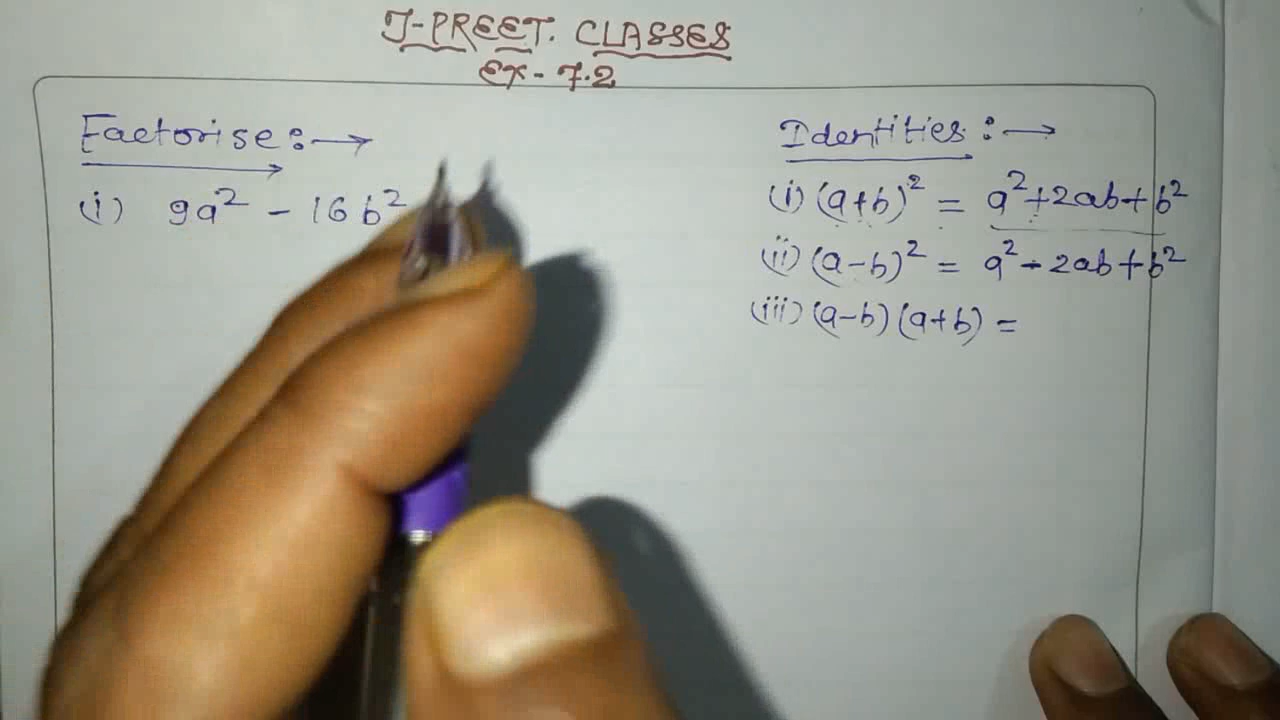 J-PREET. CLASSES
EX- 7.2
Factorise:→
(i) 9a² - 16b²
Identities:→
(i) (a+b)² = a²+2ab+b²
(ii) (a-b)² = a²-2ab+b²
(iii) (a-b)(a+b) =